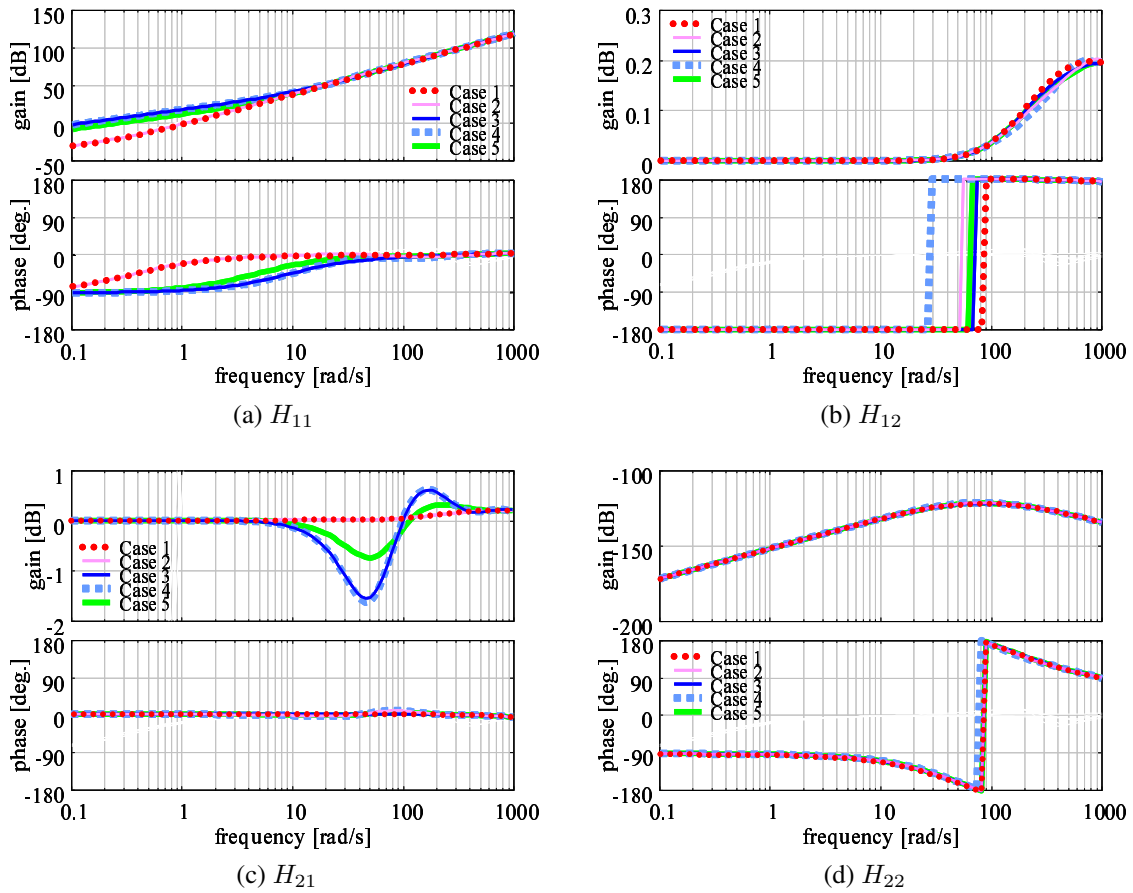 150
100
50
0
-50
gain [dB]
Case 1
Case 2
Case 3
Case 4
Case 5
180
90
0
-90
-180
phase [deg.]
0.1 1 10 100 1000
frequency [rad/s]
(a) H11
0.3
0.2
0.1
0
gain [dB]
Case 1
Case 2
Case 3
Case 4
Case 5
180
90
0
-90
-180
phase [deg.]
0.1 1 10 100 1000
frequency [rad/s]
(b) H12
1
0
-1
-2
gain [dB]
Case 1
Case 2
Case 3
Case 4
Case 5
180
90
0
-90
-180
phase [deg.]
0.1 1 10 100 1000
frequency [rad/s]
(c) H21
-100
-150
-200
gain [dB]
180
90
0
-90
-180
phase [deg.]
Case 1
Case 2
Case 3
Case 4
Case 5
0.1 1 10 100 1000
frequency [rad/s]
(d) H22